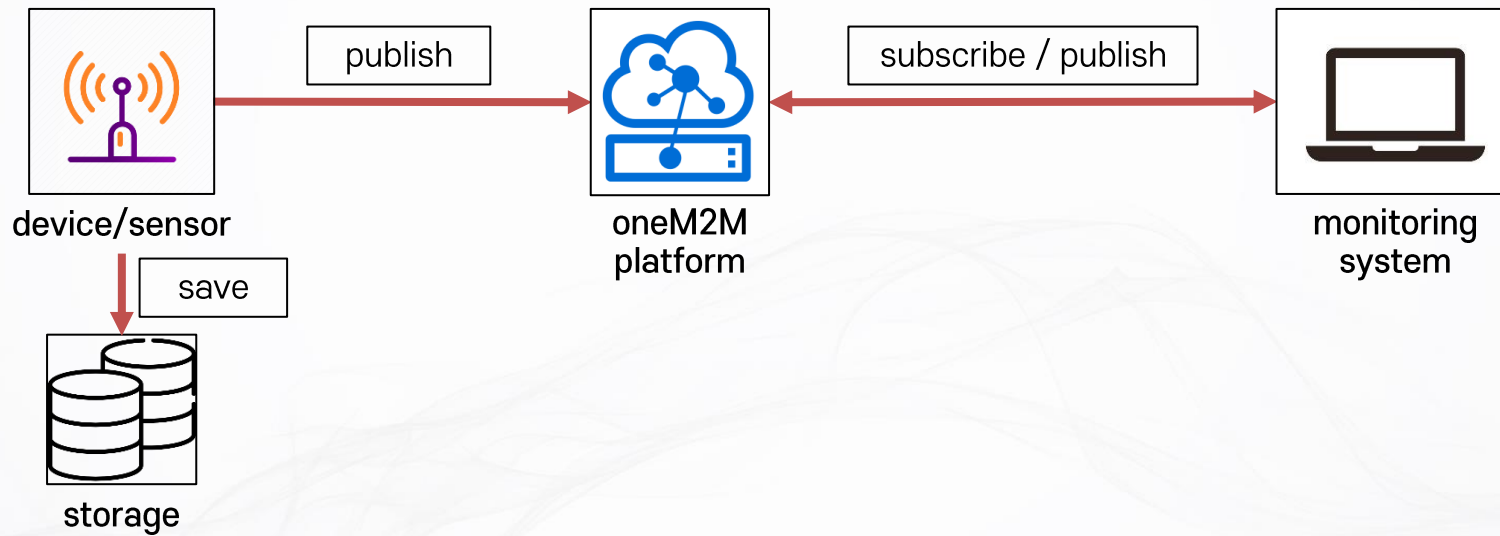 publish
subscribe / publish
device/sensor
oneM2M
platform
monitoring
system
save
storage